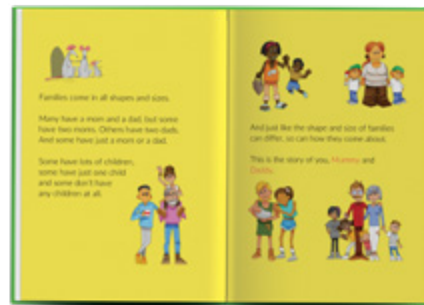 Families come in all shapes and sizes.
Many have a mom and a dad, but some
have two moms. Others have two dads.
And some have just a mom or a dad.
Some have lots of children,
some have just one child
and some don't have
any children at all.
And just like the shape and size of families
can differ, so can how they come about.
This is the story of you, Mummy and
Daddy.